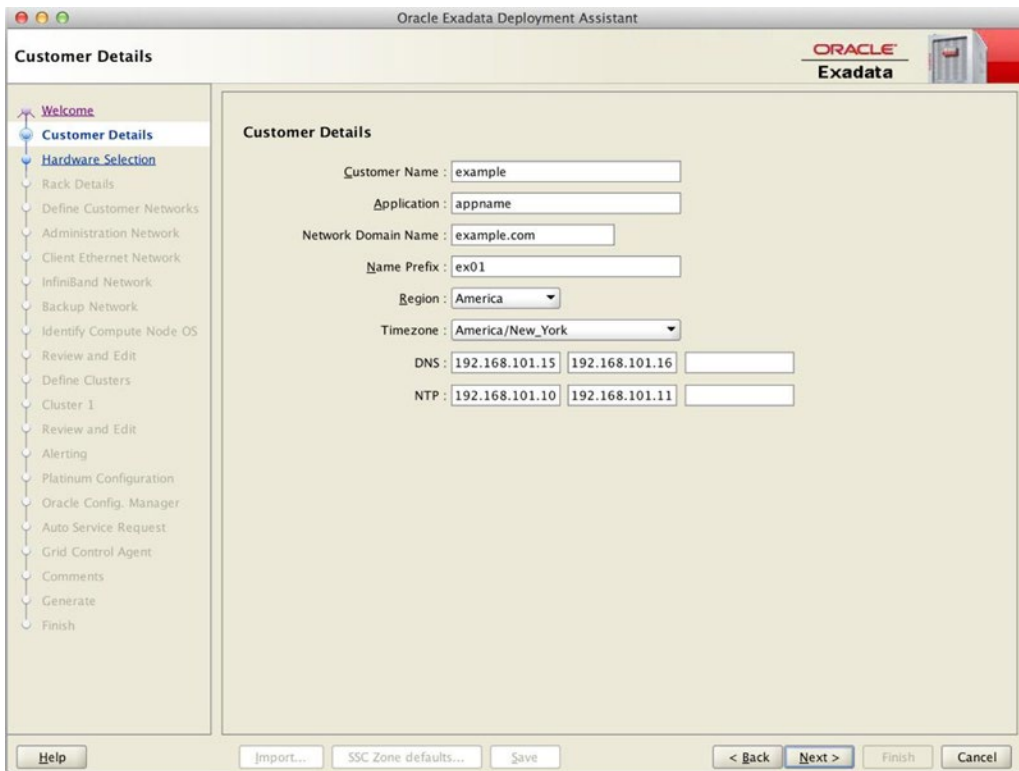 Oracle Exadata Deployment Assistant
Customer Details
ORACLE
Exadata
Welcome
Customer Details
Hardware Selection
Rack Details
Define Customer Networks
Administration Network
Client Ethernet Network
InfiniBand Network
Backup Network
Identify Compute Node OS
Review and Edit
Define Clusters
Cluster 1
Review and Edit
Alerting
Platinum Configuration
Oracle Config. Manager
Auto Service Request
Grid Control Agent
Comments
Generate
Finish
Customer Details
Customer Name : example
Application : appname
Network Domain Name : example.com
Name Prefix : ex01
Region : America
Timezone : America/New_York
DNS : 192.168.101.15 192.168.101.16
NTP : 192.168.101.10 192.168.101.11
Help Import... SSC Zone defaults... Save < Back Next > Finish Cancel